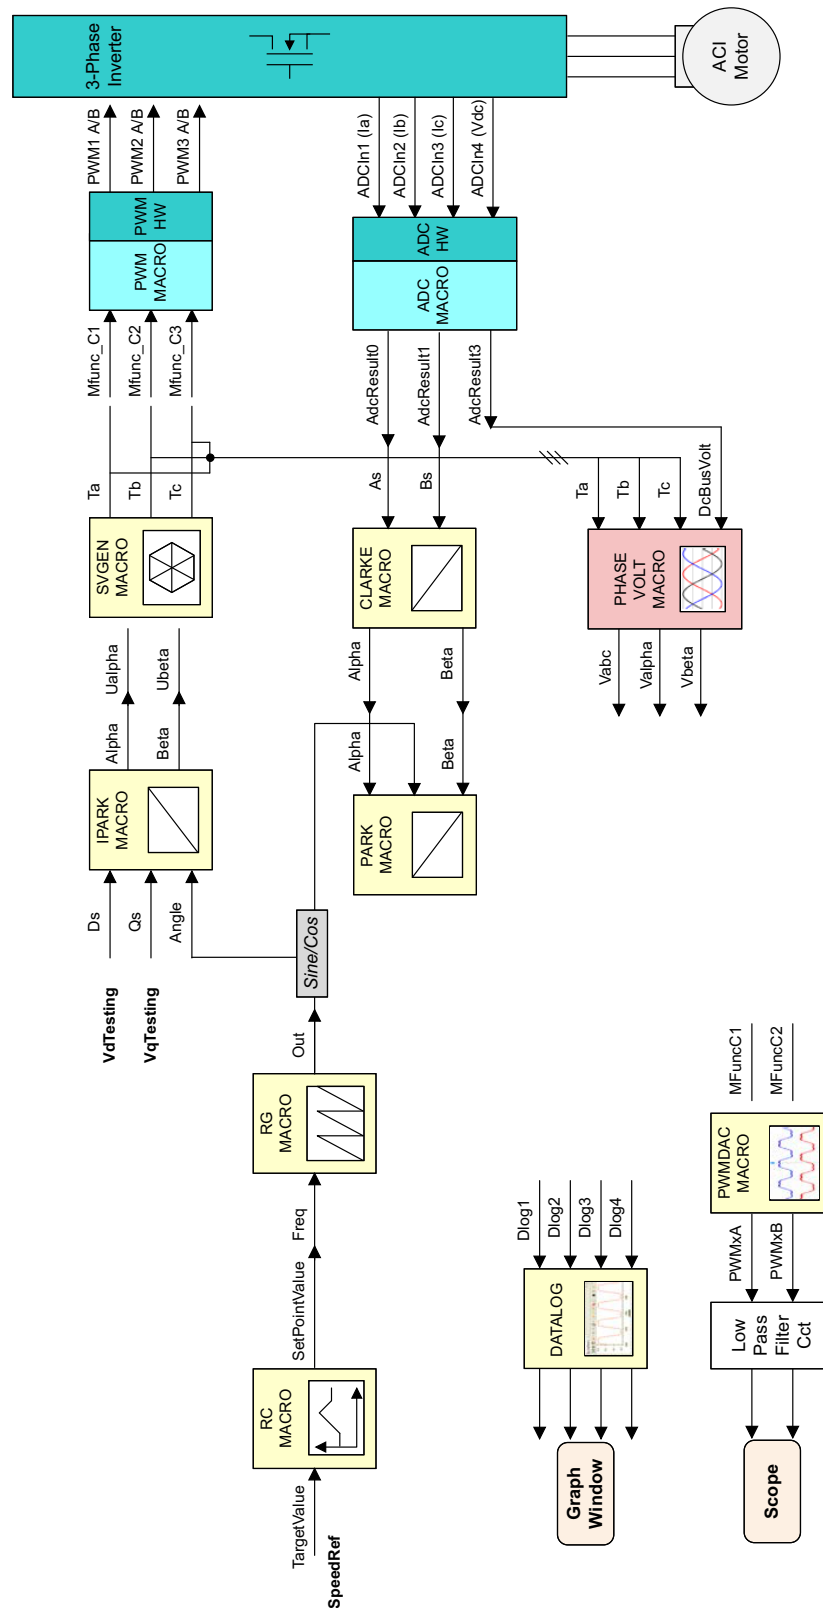 SpeedRef
TargetValue
RC
MACRO
SetPointValue
Freq
RG
MACRO
Out
Sine/Cos
VdTesting
VqTesting
Ds
Qs
Angle
IPARK
MACRO
Alpha
Beta
Ualpha
Ubeta
SVGEN
MACRO
Ta
Tb
Tc
Mfunc_C1
Mfunc_C2
Mfunc_C3
PWM
MACRO
PWM
HW
PWM1 A/B
PWM2 A/B
PWM3 A/B
3-Phase
Inverter
ACI
Motor
ADCIn1 (Ia)
ADCIn2 (Ib)
ADCIn3 (Ic)
ADCIn4 (Vdc)
ADC
HW
ADC
MACRO
AdcResult0
AdcResult1
AdcResult3
As
Bs
CLARKE
MACRO
Alpha
Beta
Alpha
Beta
PARK
MACRO
Ta
Tb
Tc
DcBusVolt
PHASE
VOLT
MACRO
Vabc
Valpha
Vbeta
Dlog1
Dlog2
Dlog3
Dlog4
DATALOG
Graph
Window
MFuncC1
MFuncC2
PWMDAC
MACRO
PWMxA
PWMxB
Low
Pass
Filter
Cct
Scope